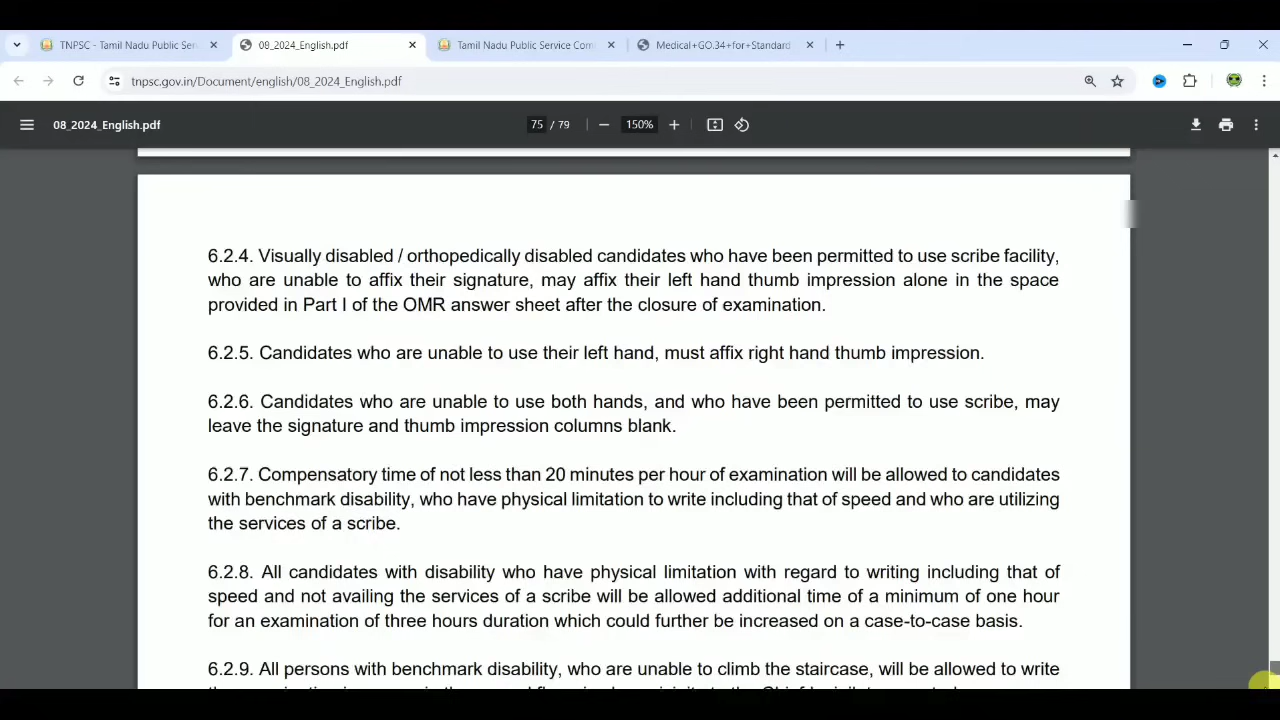 TNPSC - Tamil Nadu Public Ser
08_2024_English.pdf
Tamil Nadu Public Service Com
Medical+GO.34+for+Standard
tnpsc.gov.in/Document/english/08_2024_English.pdf
08_2024_English.pdf
75 / 79
150%
6.2.4. Visually disabled / orthopedically disabled candidates who have been permitted to use scribe facility,
who are unable to affix their signature, may affix their left hand thumb impression alone in the space
provided in Part I of the OMR answer sheet after the closure of examination.
6.2.5. Candidates who are unable to use their left hand, must affix right hand thumb impression.
6.2.6. Candidates who are unable to use both hands, and who have been permitted to use scribe, may
leave the signature and thumb impression columns blank.
6.2.7. Compensatory time of not less than 20 minutes per hour of examination will be allowed to candidates
with benchmark disability, who have physical limitation to write including that of speed and who are utilizing
the services of a scribe.
6.2.8. All candidates with disability who have physical limitation with regard to writing including that of
speed and not availing the services of a scribe will be allowed additional time of a minimum of one hour
for an examination of three hours duration which could further be increased on a case-to-case basis.
6.2.9. All persons with benchmark disability, who are unable to climb the staircase, will be allowed to write